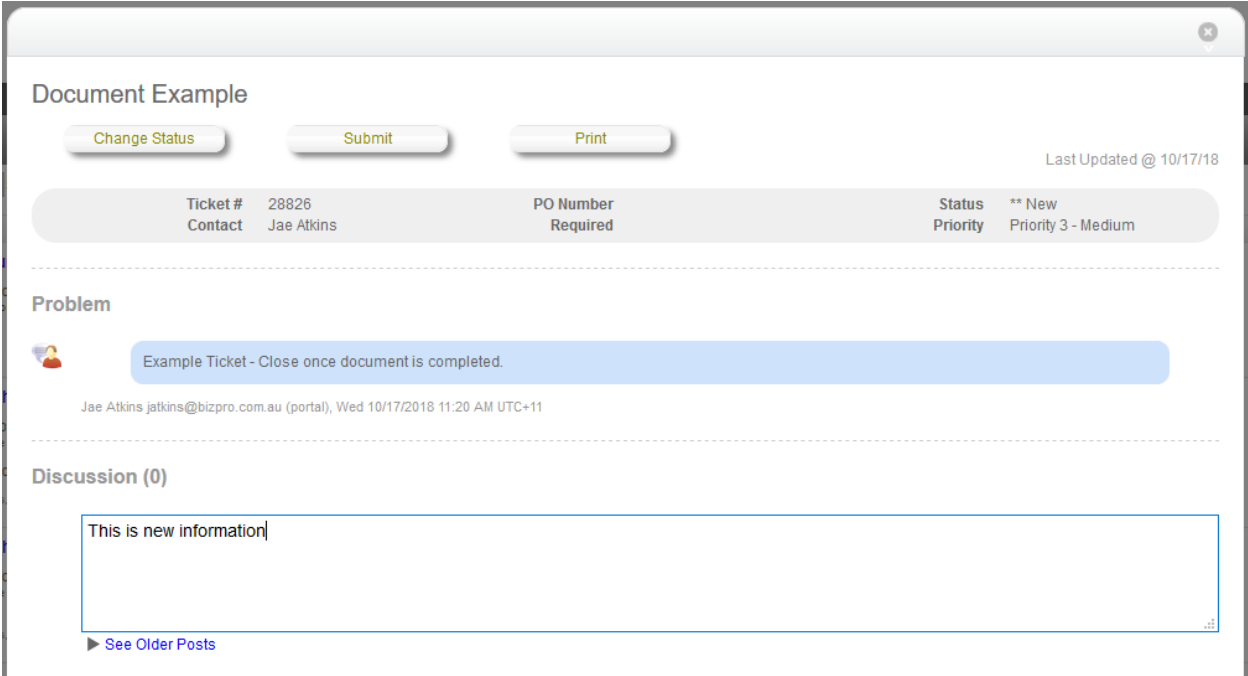 Document Example
Change Status Submit Print
Last Updated @ 10/17/18
Ticket # 28826 PO Number Status ** New
Contact Jae Atkins Required Priority Priority 3 - Medium
Problem
Example Ticket - Close once document is completed.
Jae Atkins jatkins@bizpro.com.au (portal), Wed 10/17/2018 11:20 AM UTC+11
Discussion (0)
This is new information
See Older Posts